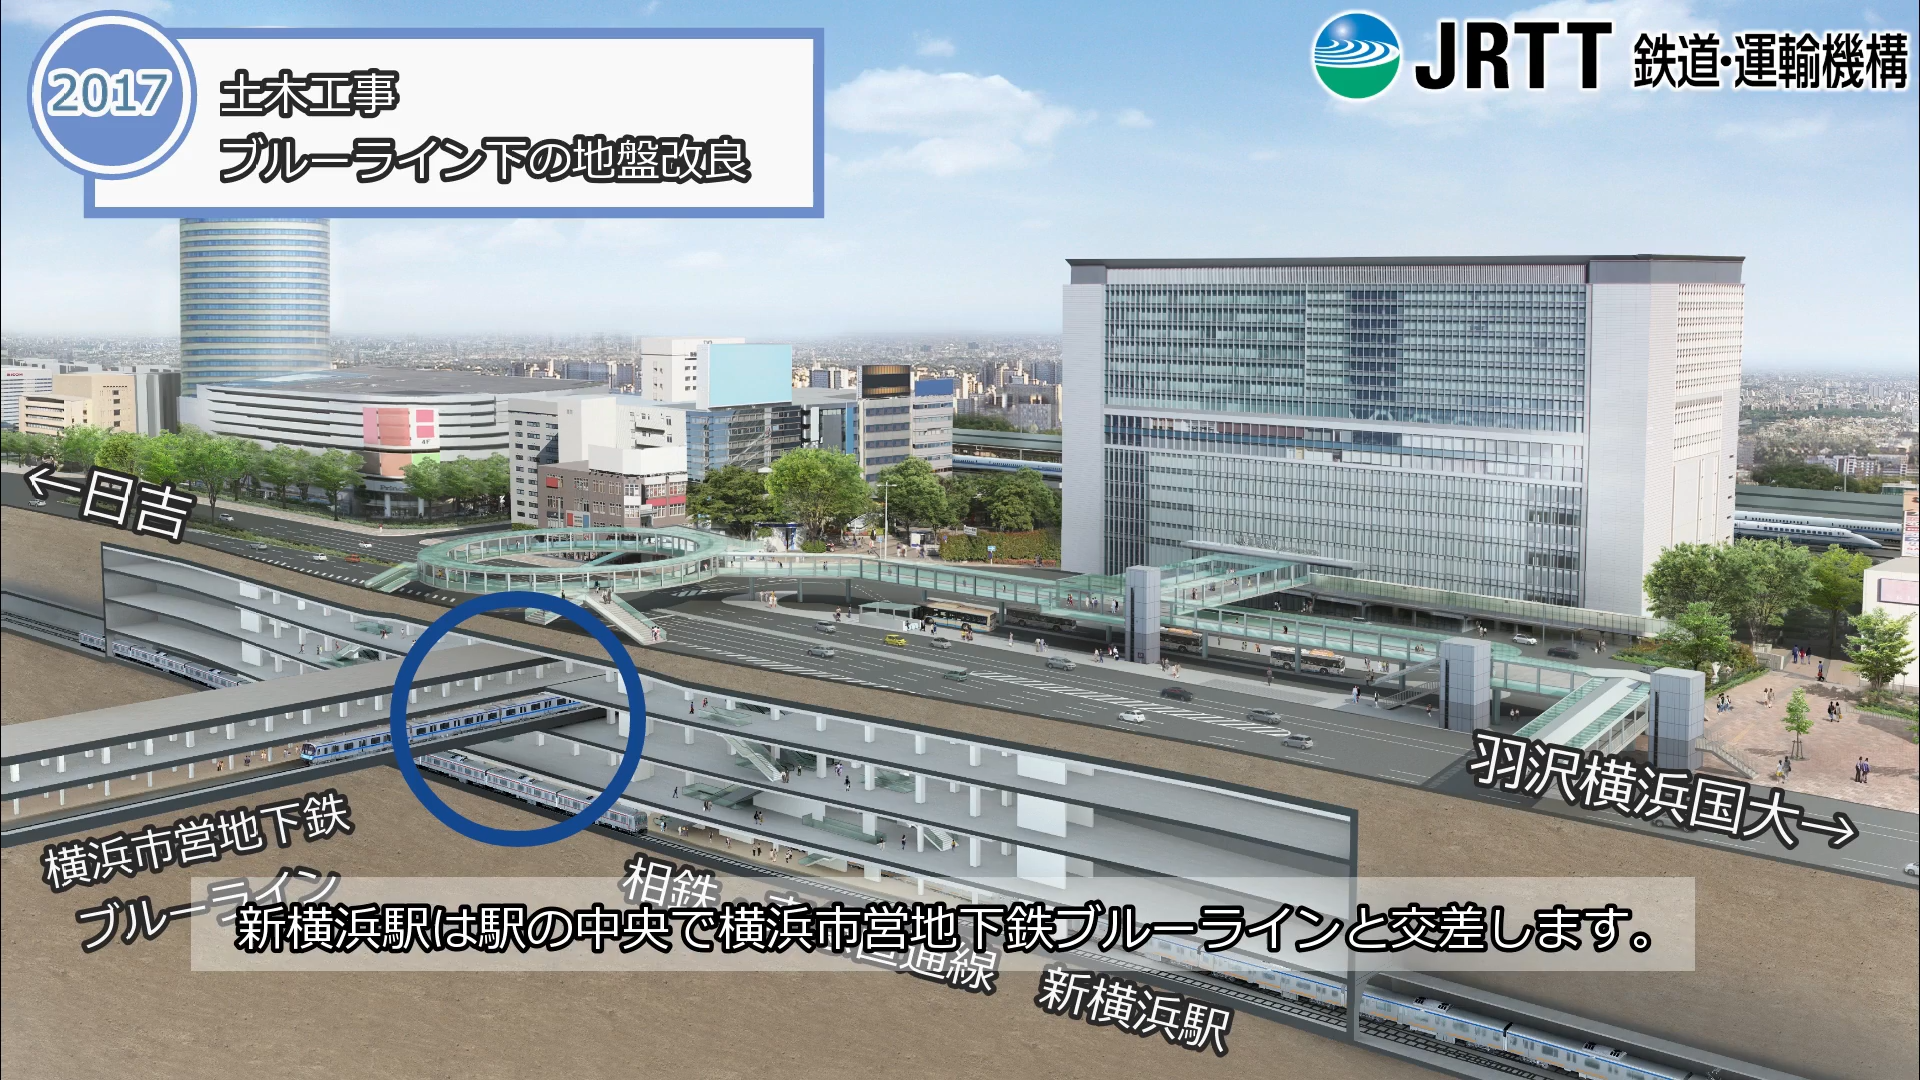 2017
土木工事
ブルーライン下の地盤改良
JRTT 鉄道・運輸機構
←日吉
羽沢横浜国大→
横浜市営地下鉄
ブルーライン
相鉄
直通線 新横浜駅
新横浜駅は駅の中央で横浜市営地下鉄ブルーラインと交差します。